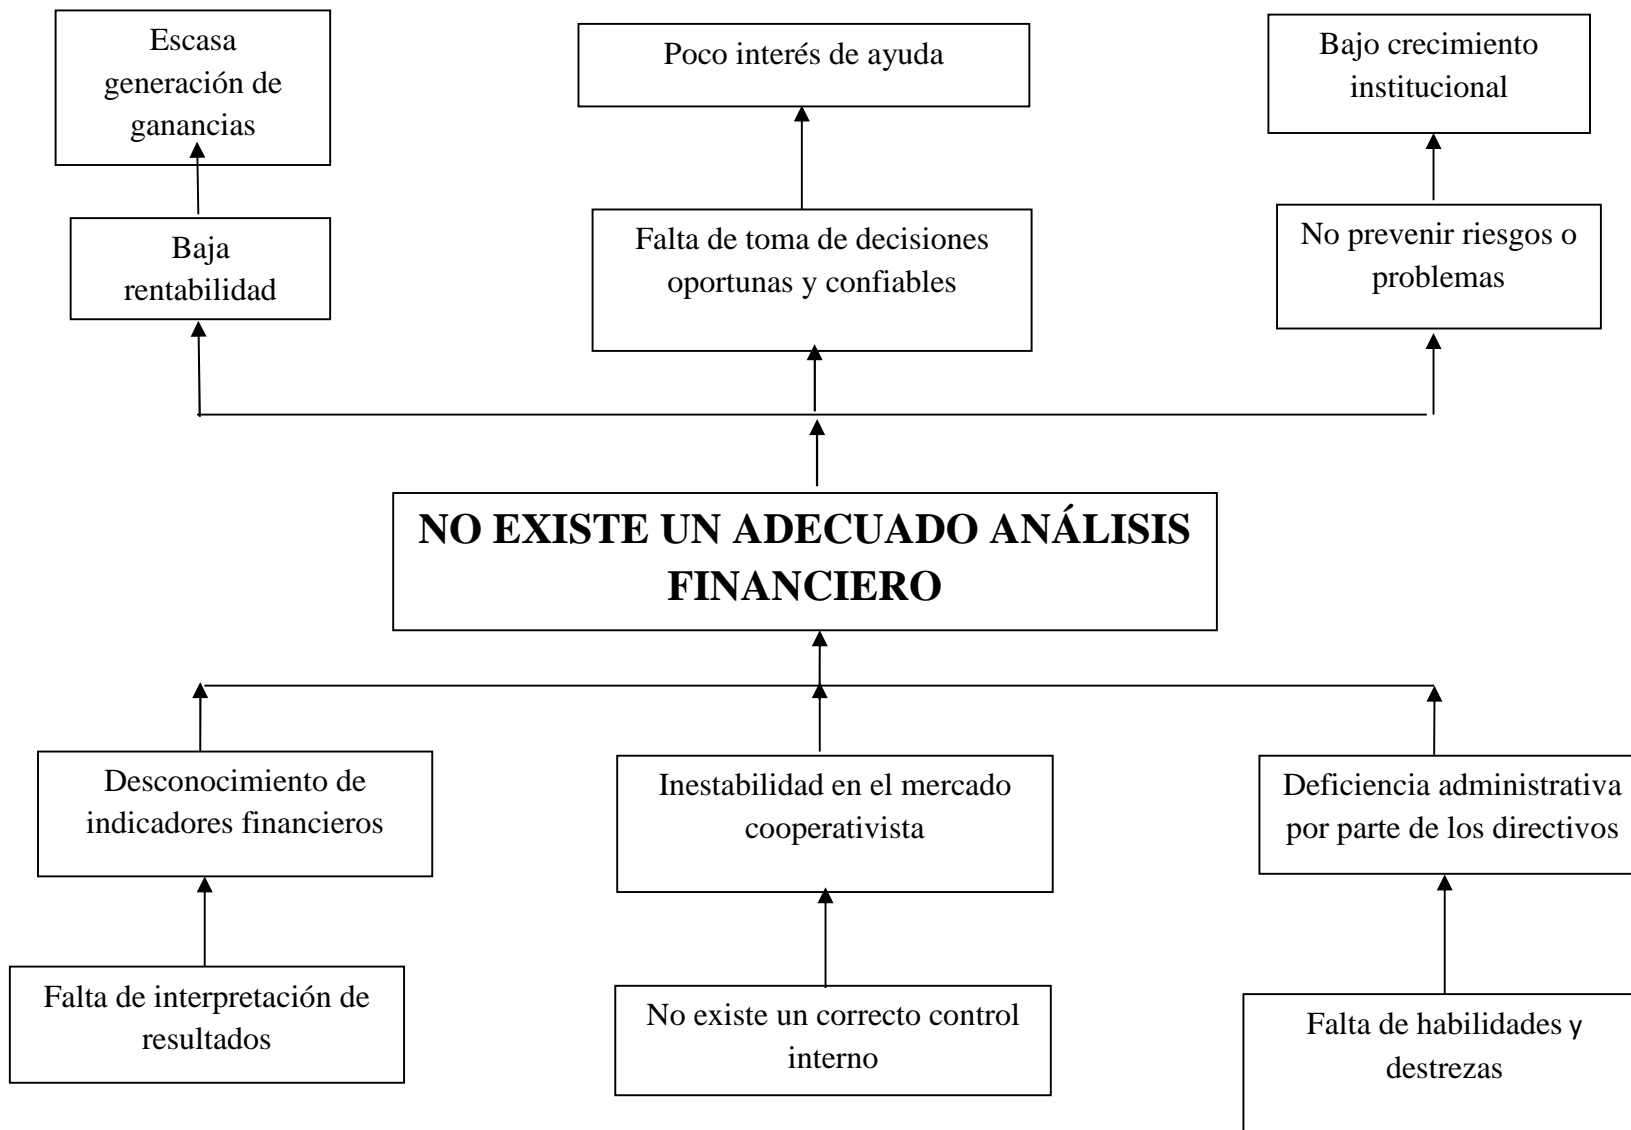 Escasa
generación de
ganancias
Poco interés de ayuda
Bajo crecimiento
institucional
Baja
rentabilidad
Falta de toma de decisiones
oportunas y confiables
No prevenir riesgos o
problemas
NO EXISTE UN ADECUADO ANÁLISIS
FINANCIERO
Desconocimiento de
indicadores financieros
Inestabilidad en el mercado
cooperativista
Deficiencia administrativa
por parte de los directivos
Falta de interpretación de
resultados
No existe un correcto control
interno
Falta de habilidades y
destrezas